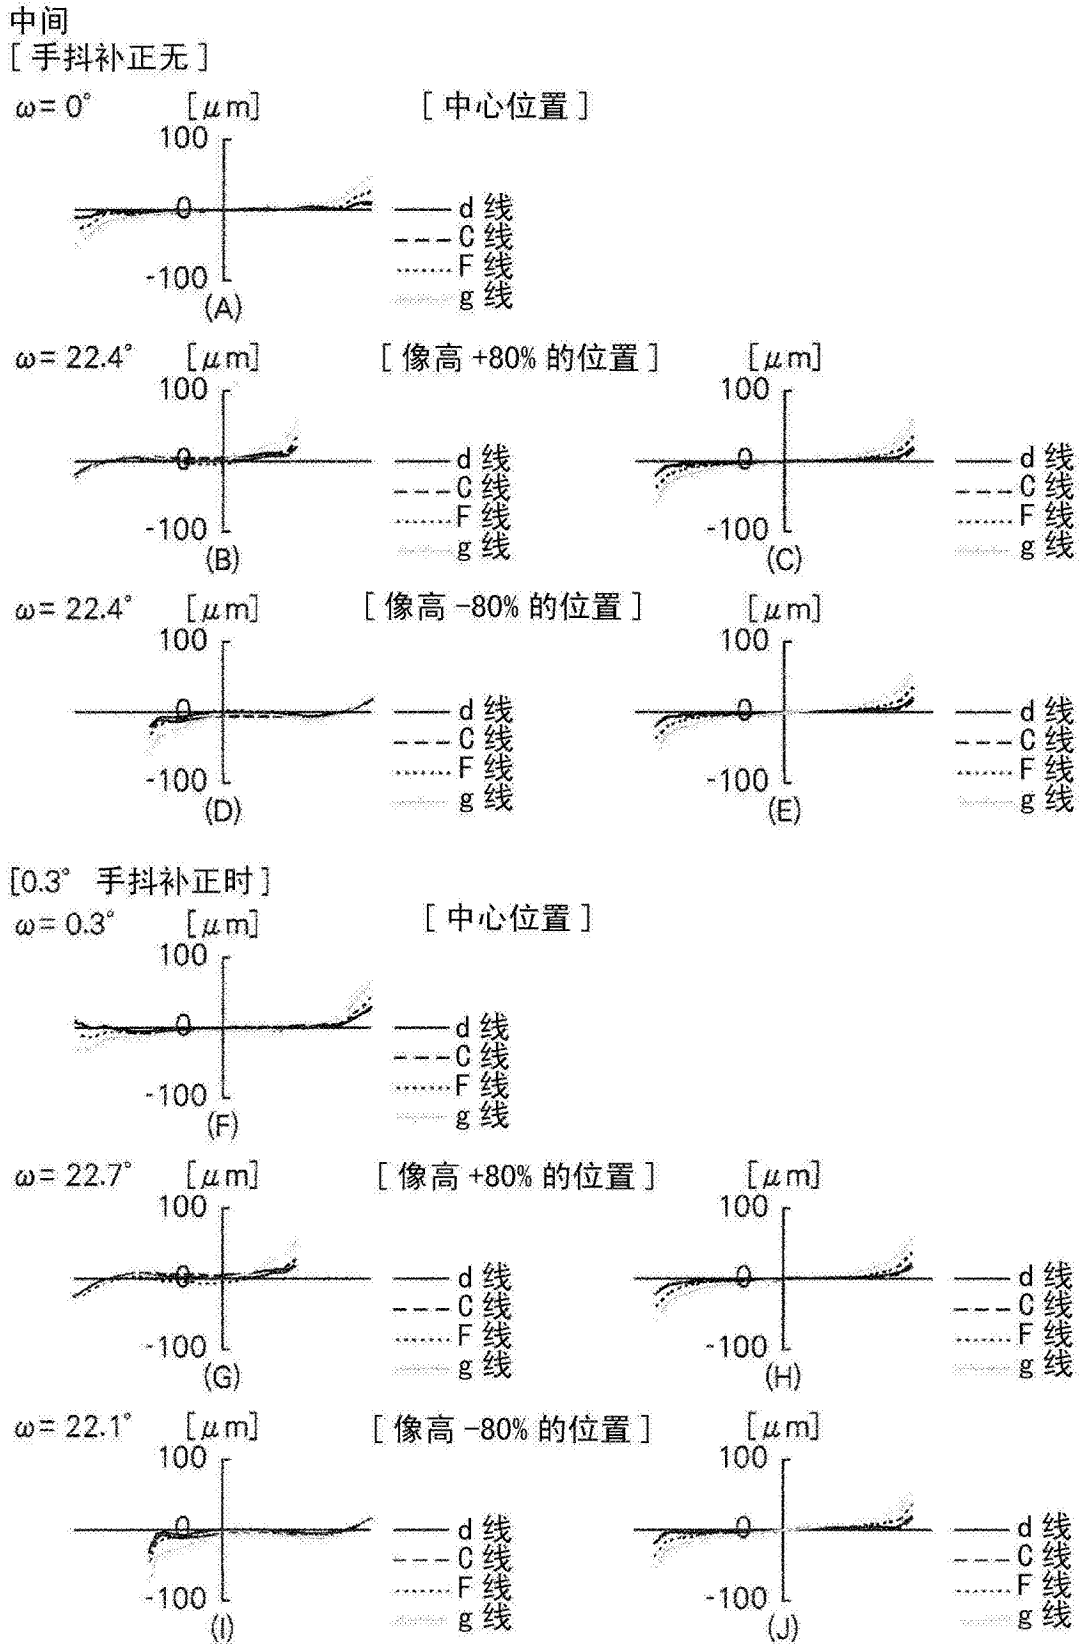 中间
[ 手抖补正无 ]
ω= 0° [μm] [ 中心位置 ]
100
0
-100
(A)
d 线
C 线
F 线
g 线
ω= 22.4° [μm] [ 像高 +80% 的位置 ] [μm]
100
0
-100
(B)
d 线
C 线
F 线
g 线
100
0
-100
(C)
d 线
C 线
F 线
g 线
ω= 22.4° [μm] [ 像高 -80% 的位置 ] [μm]
100
0
-100
(D)
d 线
C 线
F 线
g 线
100
0
-100
(E)
d 线
C 线
F 线
g 线
[0.3° 手抖补正时 ]
ω= 0.3° [μm] [ 中心位置 ]
100
0
-100
(F)
d 线
C 线
F 线
g 线
ω= 22.7° [μm] [ 像高 +80% 的位置 ] [μm]
100
0
-100
(G)
d 线
C 线
F 线
g 线
100
0
-100
(H)
d 线
C 线
F 线
g 线
ω= 22.1° [μm] [ 像高 -80% 的位置 ] [μm]
100
0
-100
(I)
d 线
C 线
F 线
g 线
100
0
-100
(J)
d 线
C 线
F 线
g 线